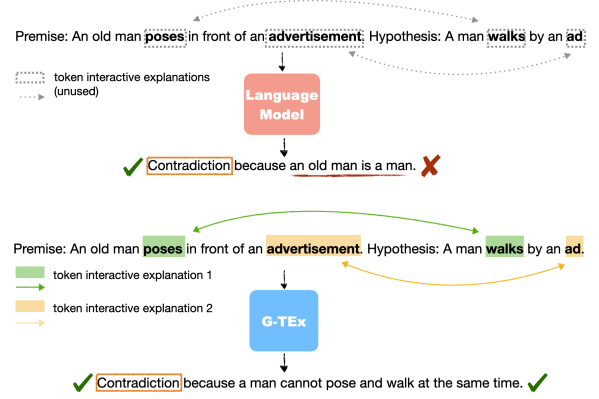 Premise: An old man poses in front of an advertisement. Hypothesis: A man walks by an ad.
token interactive explanations
(unused)
Language
Model
Contradiction because an old man is a man.
Premise: An old man poses in front of an advertisement. Hypothesis: A man walks by an ad.
token interactive explanation 1
token interactive explanation 2
G-TEx
Contradiction because a man cannot pose and walk at the same time.